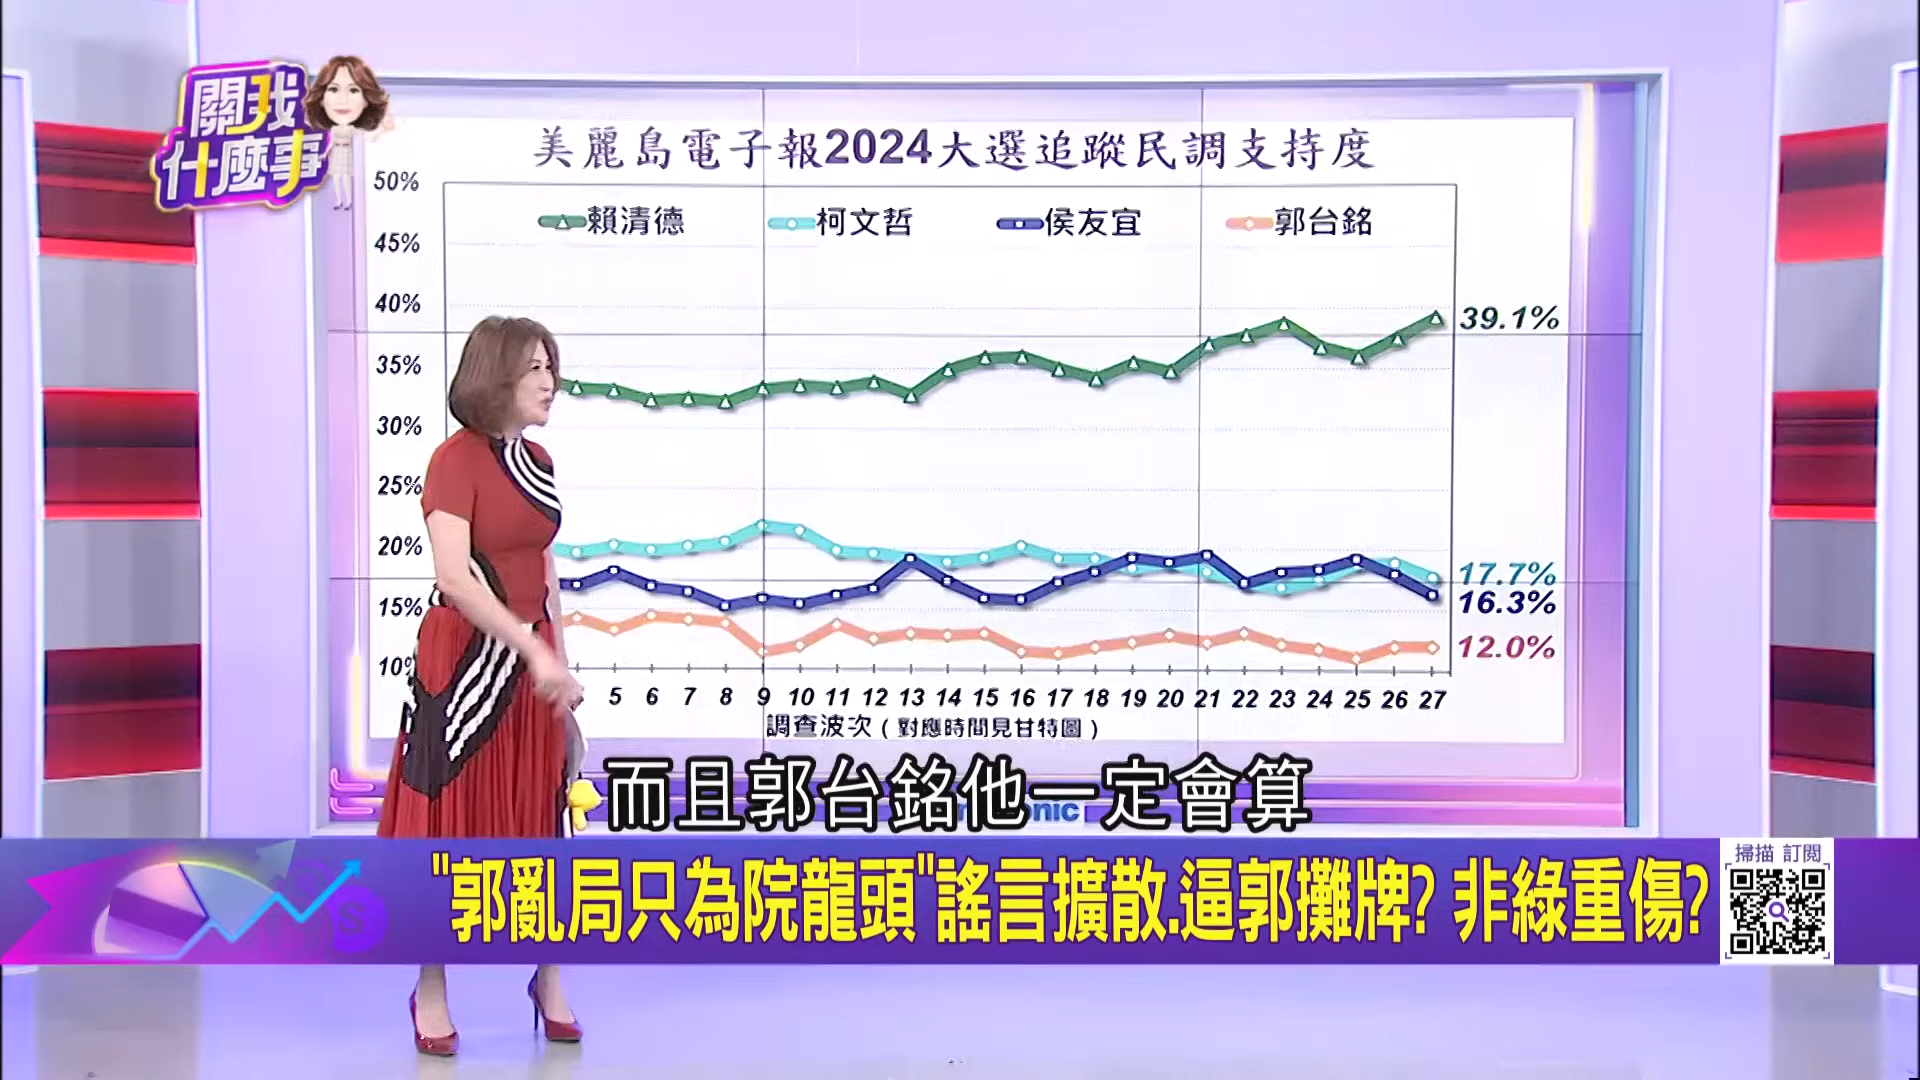 關我
什麼事
美麗島電子報2024大選追蹤民調支持度
50%
賴清德 柯文哲 侯友宜 郭台銘
45%
40%
39.1%
35%
30%
25%
20%
17.7%
16.3%
15%
12.0%
10%
5 6 7 8 9 10 11 12 13 14 15 16 17 18 19 20 21 22 23 24 25 26 27
調查波次(對應時間見甘特圖)
而且郭台銘他一定會算
"郭亂局只為院龍頭"謠言擴散.逼郭攤牌? 非綠重傷?
掃描 訂閱